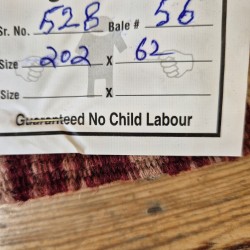 Sr. No. 528 Bale # 56
Size 202 X 62
Size X
Guaranteed No Child Labour